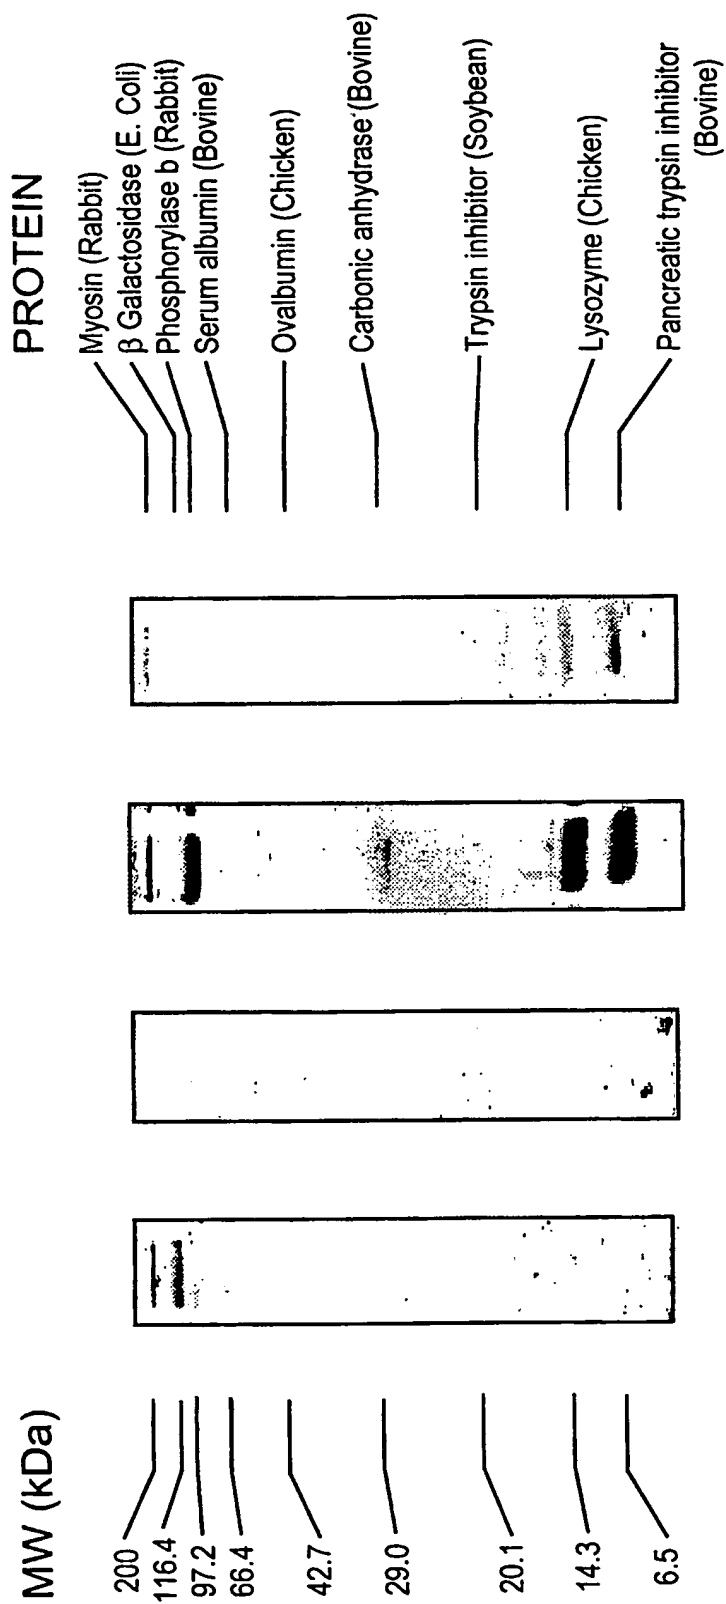 PROTEIN
Myosin (Rabbit)
β Galactosidase (E. Coli)
Phosphorylase b (Rabbit)
Serum albumin (Bovine)
Ovalbumin (Chicken)
Carbonic anhydrase (Bovine)
Trypsin inhibitor (Soybean)
Lysozyme (Chicken)
Pancreatic trypsin inhibitor
(Bovine)
MW (kDa)
200
116.4
97.2
66.4
42.7
29.0
20.1
14.3
6.5